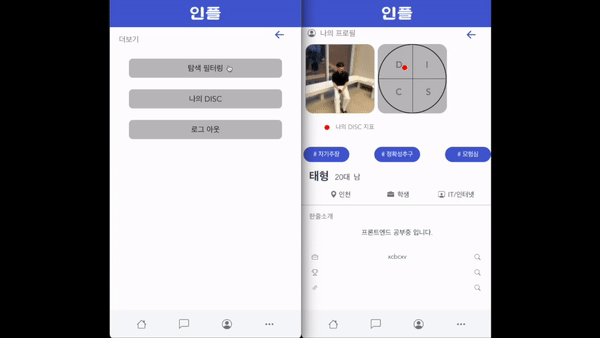 인플
더보기
탐색 필터링
나의 DISC
로그 아웃
인플
나의 프로필
D I
C S
나의 DISC 지표
# 자기주장 # 정확성추구 # 모험심
태형 20대 남
인천 학생 IT/인터넷
한줄소개
프론트엔드 공부중 입니다.
xcbcxv